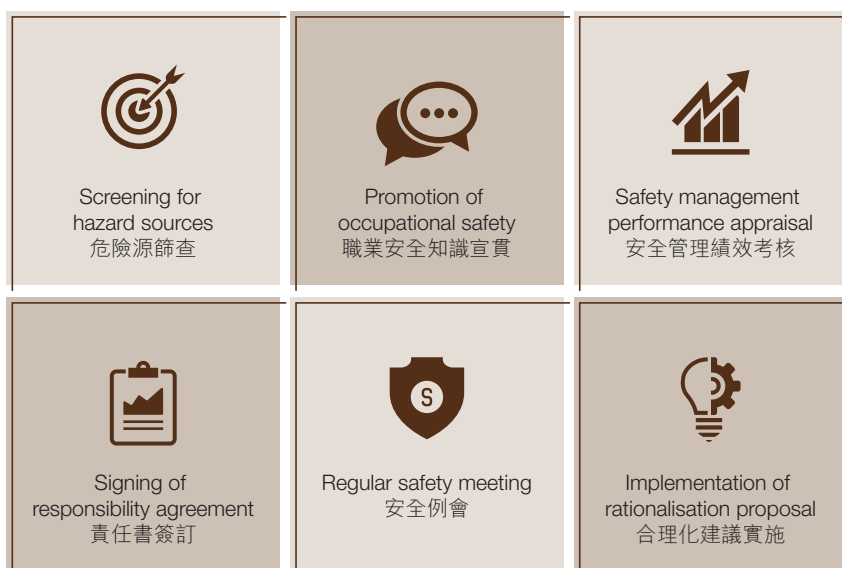 Screening for
hazard sources
危險源篩查
Promotion of
occupational safety
職業安全知識宣貫
Safety management
performance appraisal
安全管理績效考核
Signing of
responsibility agreement
責任書簽訂
S
Regular safety meeting
安全例會
Implementation of
rationalisation proposal
合理化建議實施